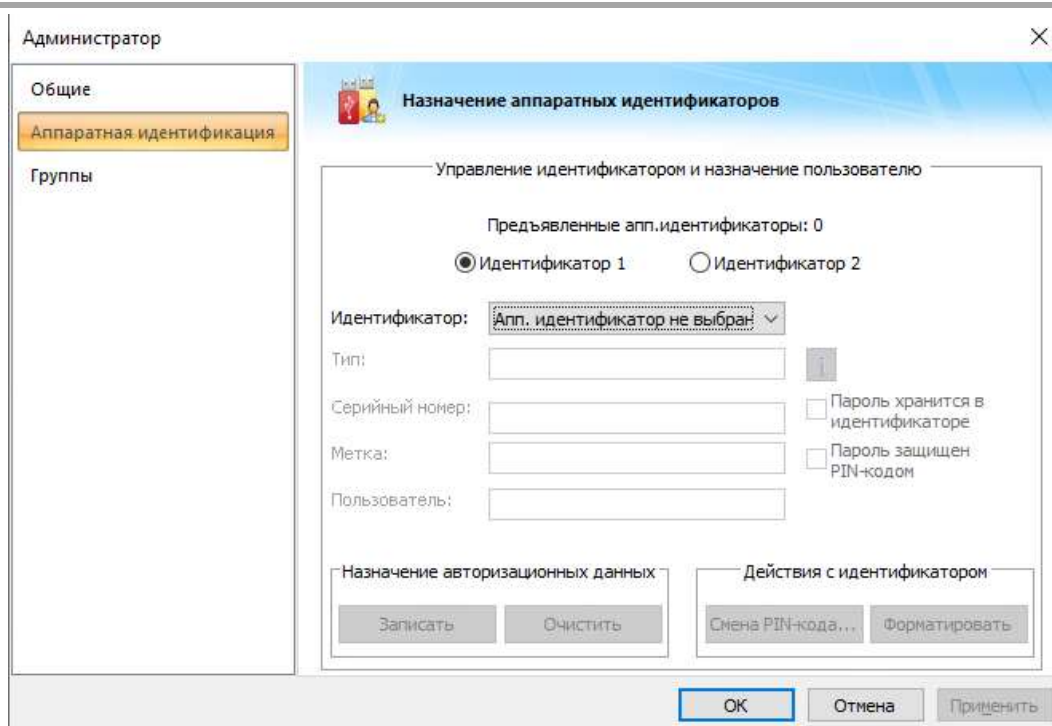 Администратор
Общие
Аппаратная идентификация
Группы
Назначение аппаратных идентификаторов
Управление идентификатором и назначение пользователю
Предъявленные апп.идентификаторы: 0
Идентификатор 1
Идентификатор 2
Идентификатор:
Апп. идентификатор не выбран
Тип:
i
Серийный номер:
Пароль хранится в
идентификаторе
Метка:
Пароль защищен
PIN-кодом
Пользователь:
Назначение авторизационных данных
Записать
Очистить
Действия с идентификатором
Смена PIN-кода...
Форматировать
ОК
Отмена
Применить